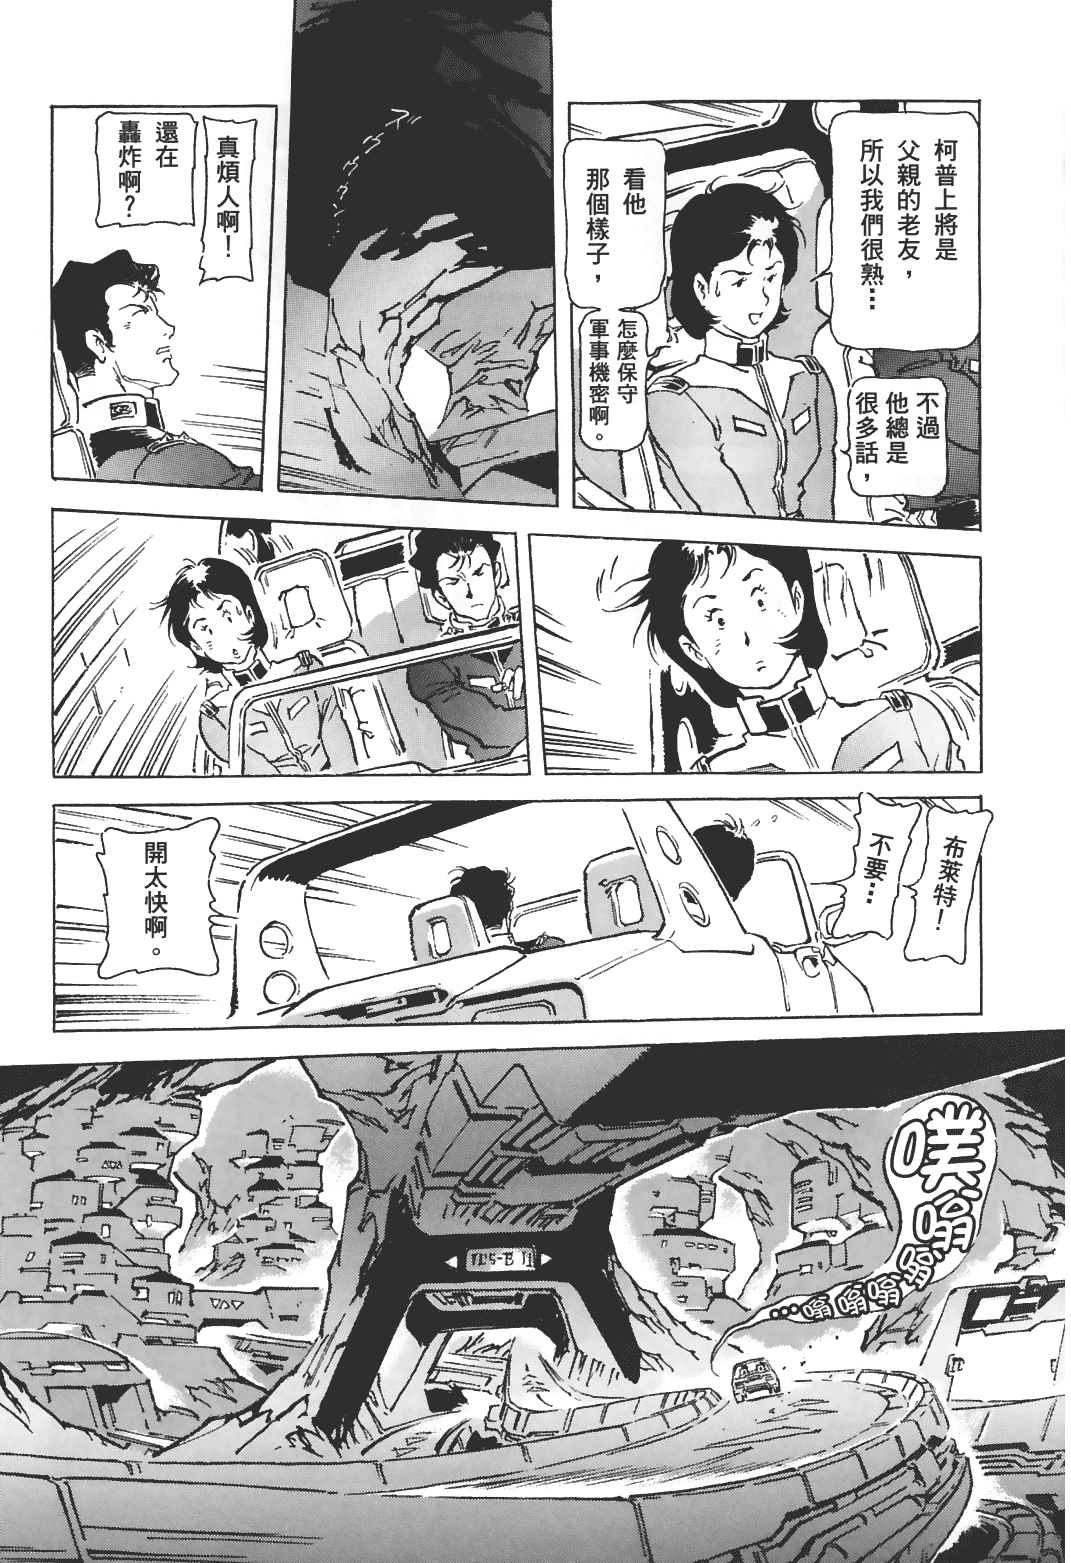 柯普上將是
父親的老友，
所以我們很熟…
不過
他總是
很多話，
看他
那個樣子，
怎麼保守
軍事機密啊。
真煩人啊！
還在
轟炸啊？
布萊特！
不要…
開太快啊。
噗嗡嗡嗡嗡嗡…